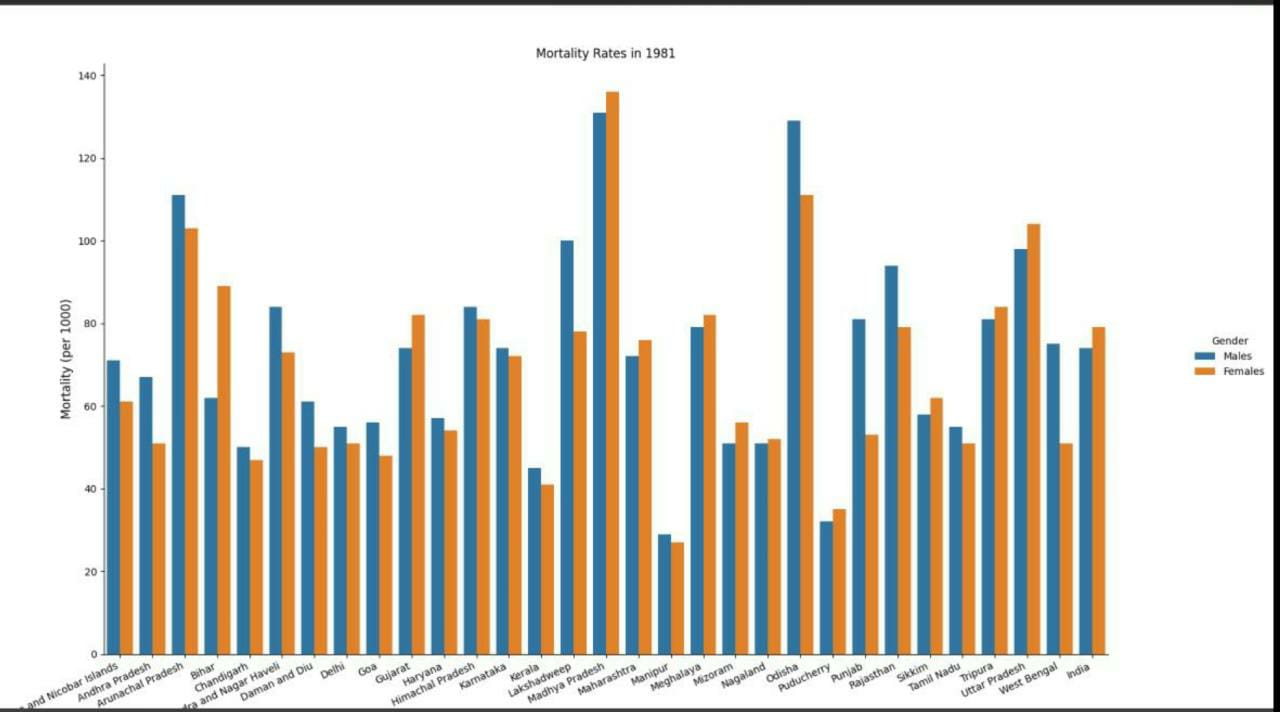 Mortality Rates in 1981
Mortality (per 1000)
140
120
100
80
60
40
20
0
and Nicobar Islands
Andhra Pradesh
Arunachal Pradesh
Bihar
Chandigarh
and Nagar Haveli
Daman and Diu
Delhi
Goa
Gujarat
Haryana
Himachal Pradesh
Karnataka
Kerala
Lakshadweep
Madhya Pradesh
Maharashtra
Manipur
Meghalaya
Mizoram
Nagaland
Odisha
Puducherry
Punjab
Rajasthan
Sikkim
Tamil Nadu
Tripura
Uttar Pradesh
West Bengal
India
Gender
Males
Females